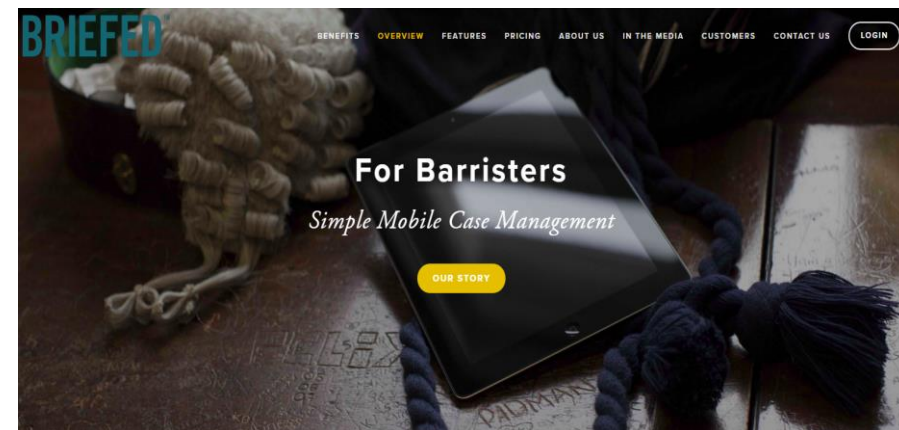 BRIEFED
BENEFITS OVERVIEW FEATURES PRICING ABOUT US IN THE MEDIA CUSTOMERS CONTACT US LOGIN
For Barristers
Simple Mobile Case Management
OUR STORY
PADMAN